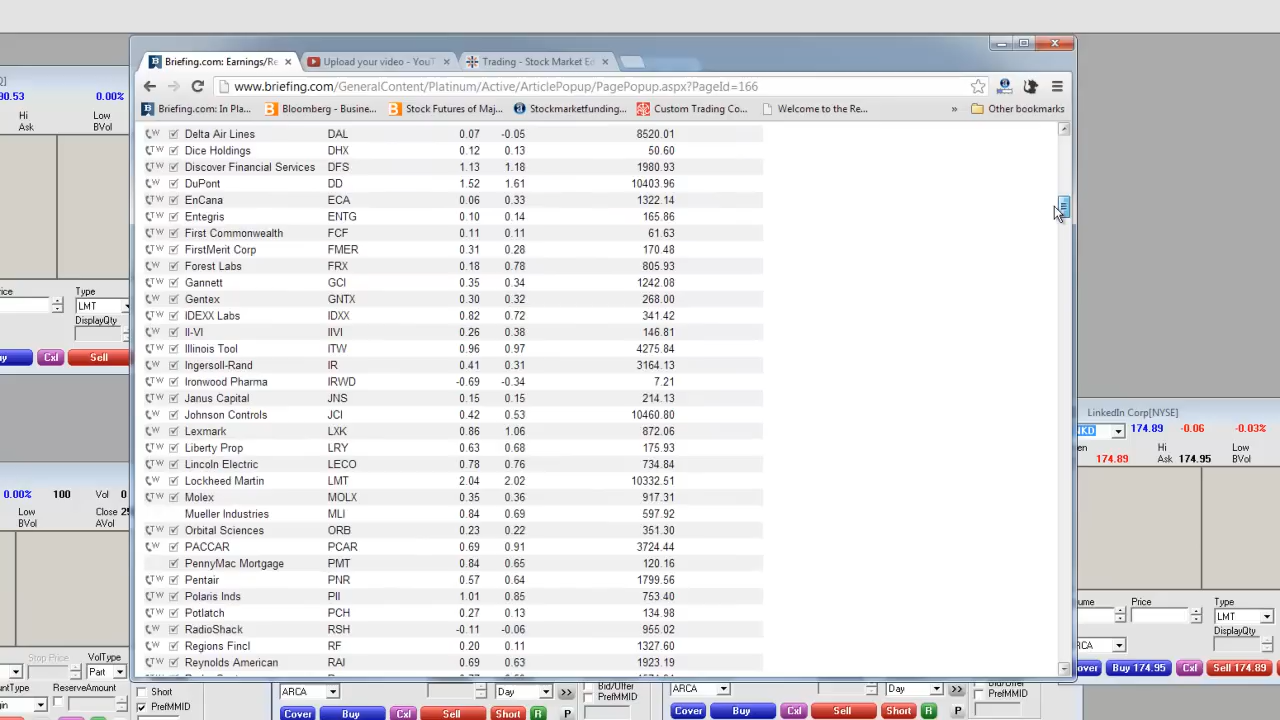 Briefing.com: Earnings/Re
Upload your video - YouT
Trading - Stock Market Ed
www.briefing.com/GeneralContent/Platinum/Active/ArticlePopup/PagePopup.aspx?PageId=166
Briefing.com: In Pla... Bloomberg - Busine... Stock Futures of Maj... Stockmarketfunding... Custom Trading Co... Welcome to the Re... » Other bookmarks
Delta Air Lines DAL 0.07 -0.05 8520.01
Dice Holdings DHX 0.12 0.13 50.60
Discover Financial Services DFS 1.13 1.18 1980.93
DuPont DD 1.52 1.61 10403.96
EnCana ECA 0.06 0.33 1322.14
Entegris ENTG 0.10 0.14 165.86
First Commonwealth FCF 0.11 0.11 61.63
FirstMerit Corp FMER 0.31 0.28 170.48
Forest Labs FRX 0.18 0.78 805.93
Gannett GCI 0.35 0.34 1242.08
Gentex GNTX 0.30 0.32 268.00
IDEXX Labs IDXX 0.82 0.72 341.42
II-VI IIVI 0.26 0.38 146.81
Illinois Tool ITW 0.96 0.97 4275.84
Ingersoll-Rand IR 0.41 0.31 3164.13
Ironwood Pharma IRWD -0.69 -0.34 7.21
Janus Capital JNS 0.15 0.15 214.13
Johnson Controls JCI 0.42 0.53 10460.80
Lexmark LXK 0.86 1.06 872.06
Liberty Prop LRY 0.63 0.68 175.93
Lincoln Electric LECO 0.78 0.76 734.84
Lockheed Martin LMT 2.04 2.02 10332.51
Molex MOLX 0.35 0.36 917.31
Mueller Industries MLI 0.84 0.69 597.92
Orbital Sciences ORB 0.23 0.22 351.30
PACCAR PCAR 0.69 0.91 3724.44
PennyMac Mortgage PMT 0.84 0.65 120.16
Pentair PNR 0.57 0.64 1799.56
Polaris Inds PII 1.01 0.85 753.40
Potlatch PCH 0.27 0.13 134.98
RadioShack RSH -0.11 -0.06 955.02
Regions Fincl RF 0.20 0.11 1327.60
Reynolds American RAI 0.69 0.63 1923.19
0.00%
Hi Low
Ask BVol
Type
LMT
DisplayQty
Cxl Sell
0.00% 100 Vol 0
Low Close
BVol AVol
Stop Price VolType
Part
ReserveAmount
Short
PreMMID
ARCA Day >> Bid/Offer
PreMMID
Cover Buy Cxl Sell Short R P
ARCA Day >>
PreMMID
Cover Buy Cxl Sell Short R P
LinkedIn Corp[NYSE]
174.89 -0.06 -0.03%
Hi Low
174.89 Ask 174.95 BVol
Price Type
LMT
DisplayQty
Buy 174.95 Cxl Sell 174.89